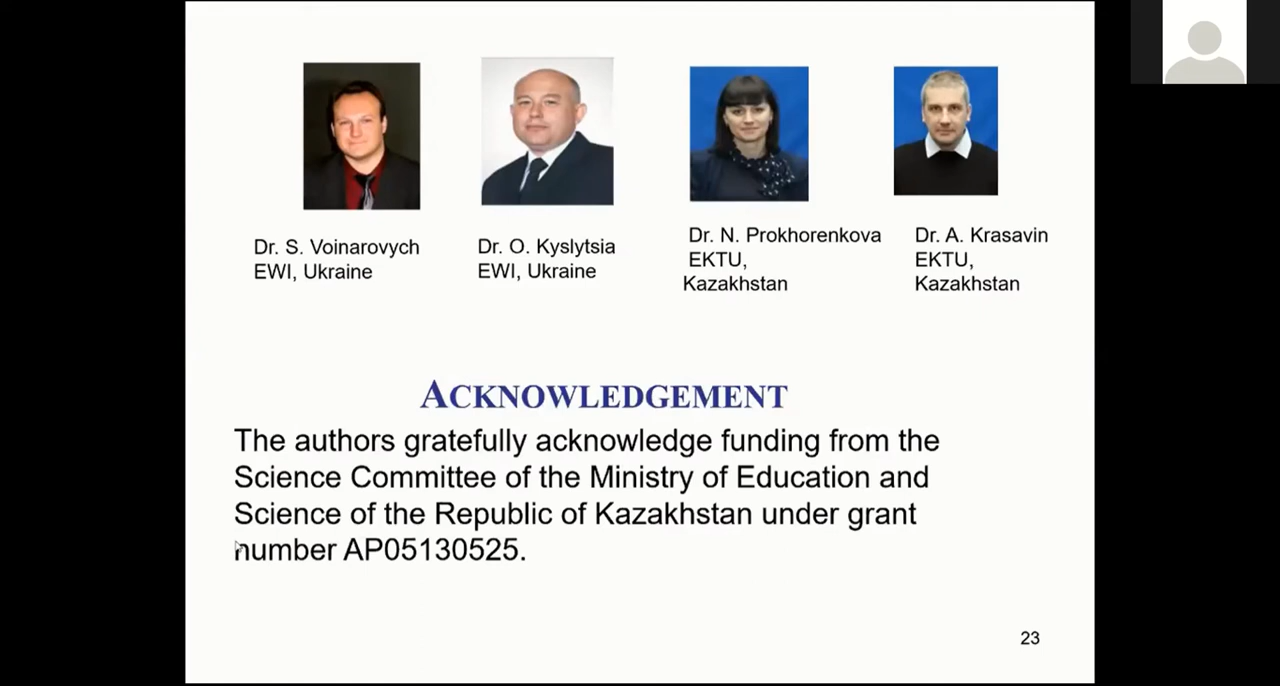 Dr. S. Voinarovych
EWI, Ukraine
Dr. O. Kyslytsia
EWI, Ukraine
Dr. N. Prokhorenkova
EKTU,
Kazakhstan
Dr. A. Krasavin
EKTU,
Kazakhstan
ACKNOWLEDGEMENT
The authors gratefully acknowledge funding from the
Science Committee of the Ministry of Education and
Science of the Republic of Kazakhstan under grant
number AP05130525.
23